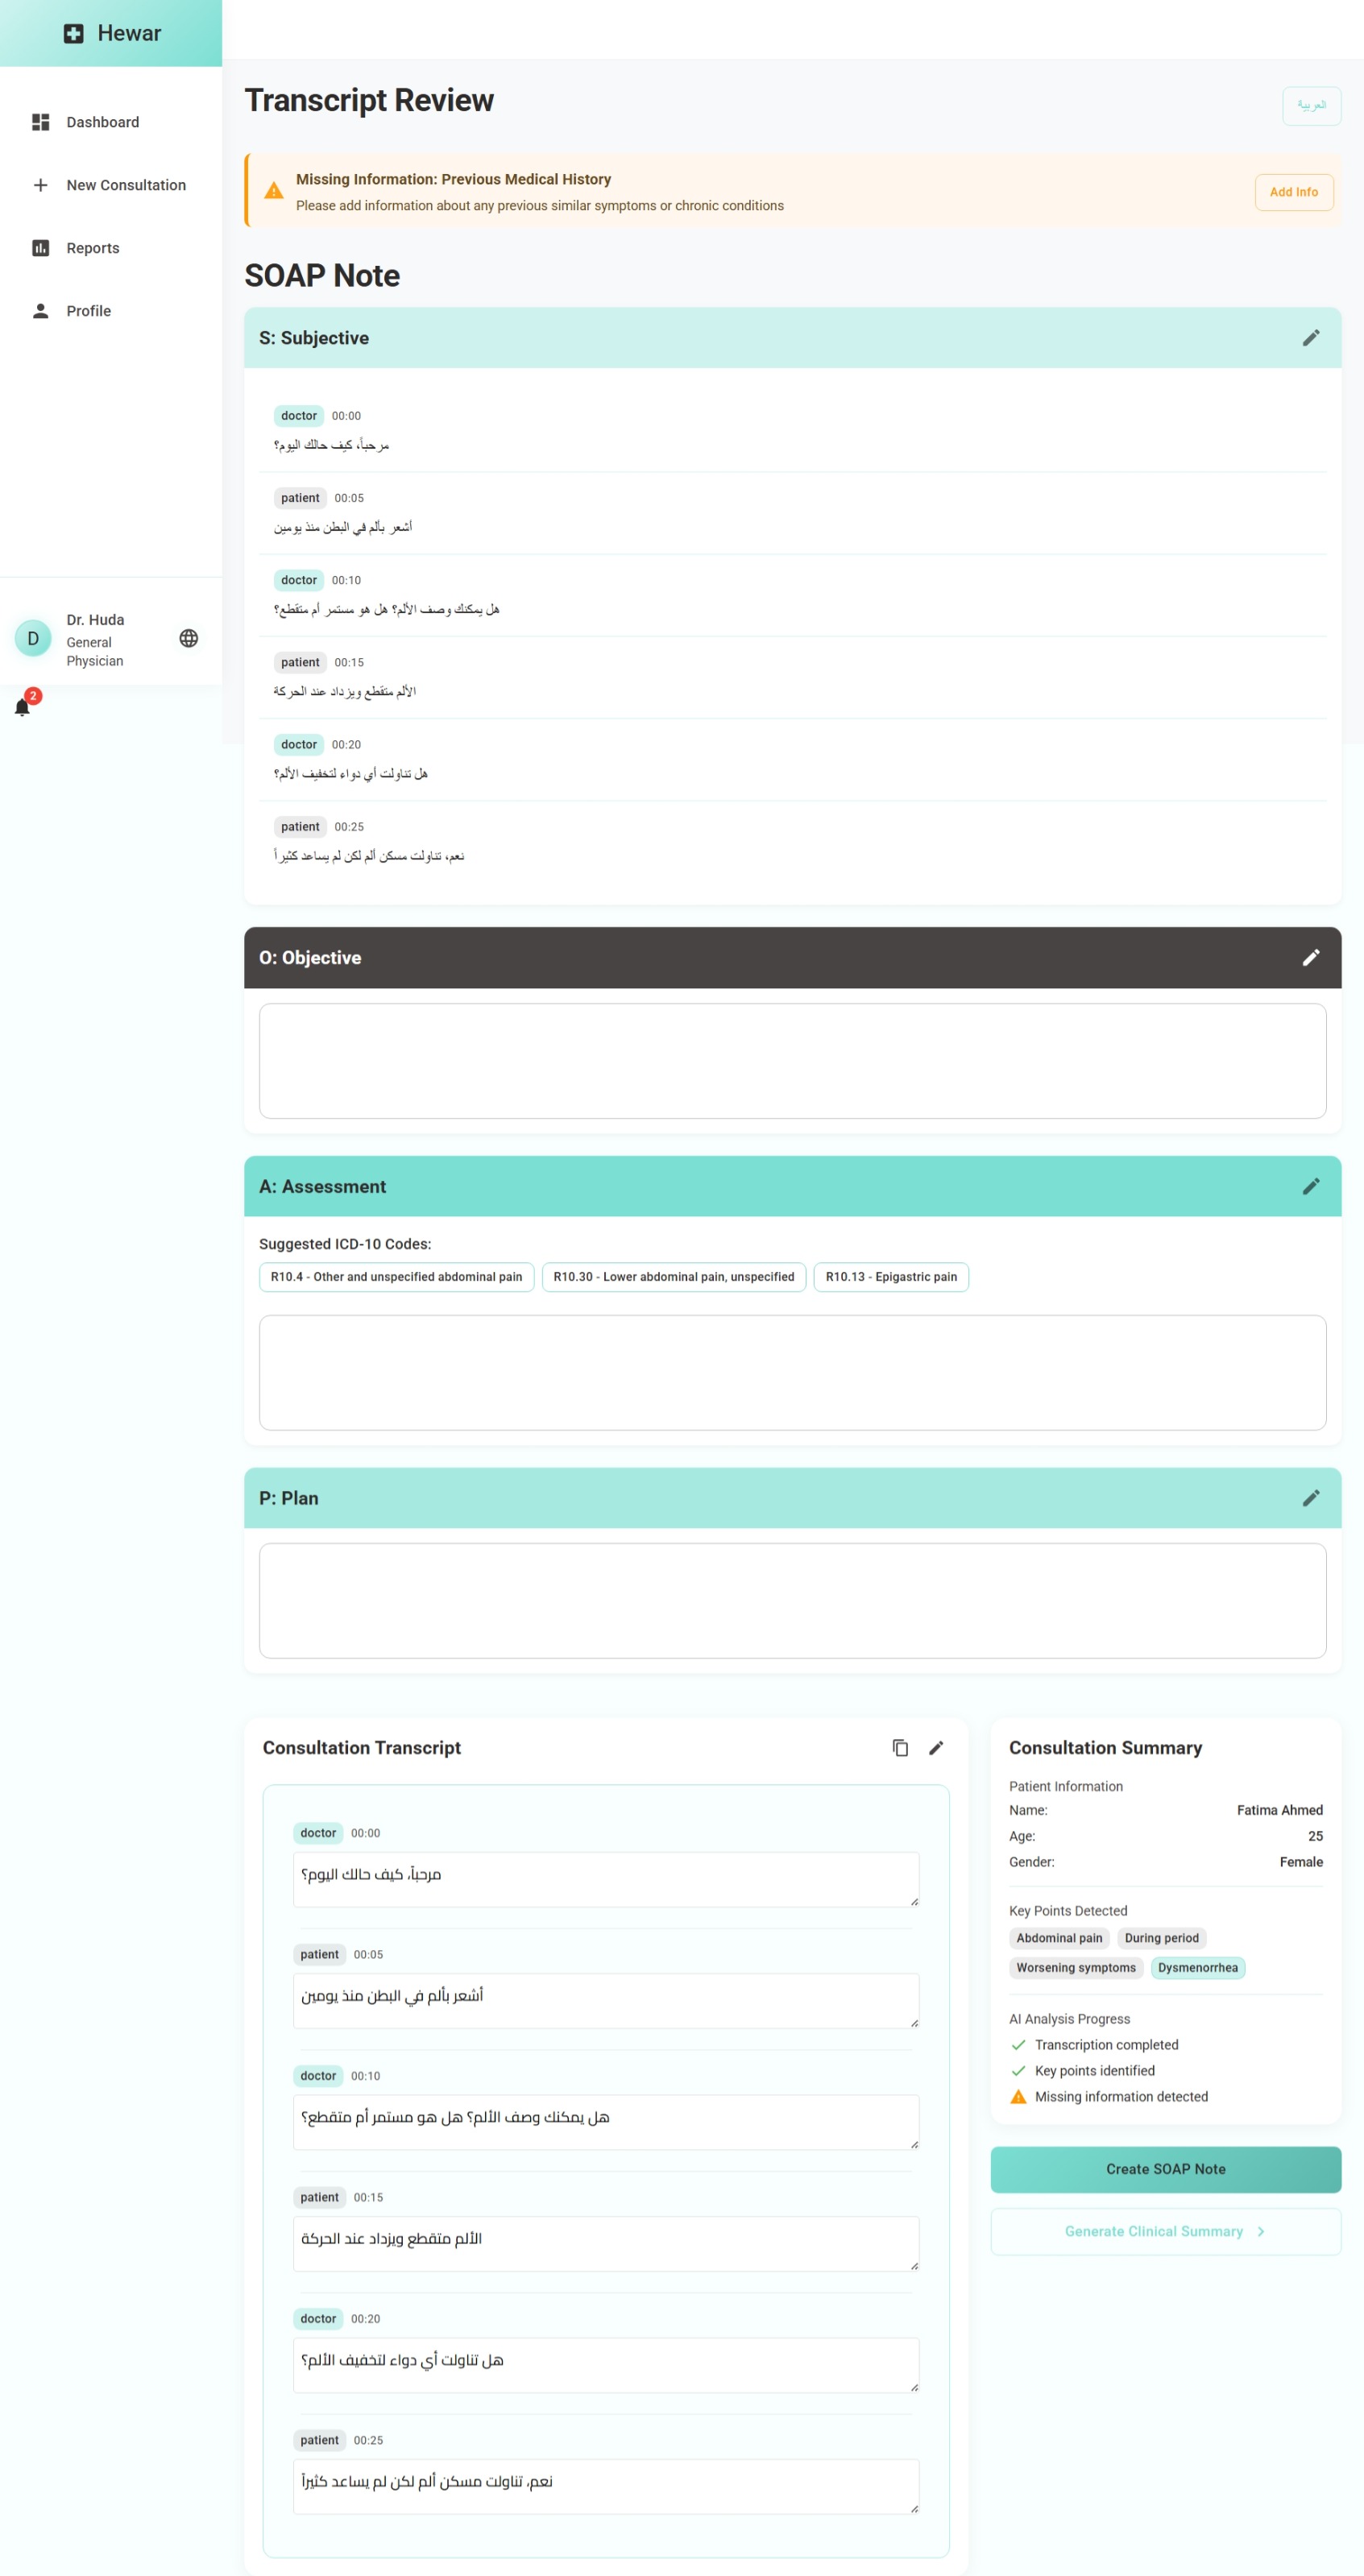 Hewar
Dashboard
New Consultation
Reports
Profile
Dr. Huda
General
Physician
D
2
Transcript Review
العربية
Missing Information: Previous Medical History
Please add information about any previous similar symptoms or chronic conditions
Add Info
SOAP Note
S: Subjective
doctor 00:00
مرحباً، كيف حالك اليوم؟
patient 00:05
أشعر بألم في البطن منذ يومين
doctor 00:10
هل يمكنك وصف الألم؟ هل هو مستمر أم متقطع؟
patient 00:15
الألم متقطع ويزداد عند الحركة
doctor 00:20
هل تناولت أي دواء لتخفيف الألم؟
patient 00:25
نعم، تناولت مسكن ألم لكن لم يساعد كثيراً
O: Objective
A: Assessment
Suggested ICD-10 Codes:
R10.4 - Other and unspecified abdominal pain R10.30 - Lower abdominal pain, unspecified R10.13 - Epigastric pain
P: Plan
Consultation Transcript
doctor 00:00
مرحباً، كيف حالك اليوم؟
patient 00:05
أشعر بألم في البطن منذ يومين
doctor 00:10
هل يمكنك وصف الألم؟ هل هو مستمر أم متقطع؟
patient 00:15
الألم متقطع ويزداد عند الحركة
doctor 00:20
هل تناولت أي دواء لتخفيف الألم؟
patient 00:25
نعم، تناولت مسكن ألم لكن لم يساعد كثيراً
Consultation Summary
Patient Information
Name: Fatima Ahmed
Age: 25
Gender: Female
Key Points Detected
Abdominal pain During period
Worsening symptoms Dysmenorrhea
AI Analysis Progress
Transcription completed
Key points identified
Missing information detected
Create SOAP Note
Generate Clinical Summary